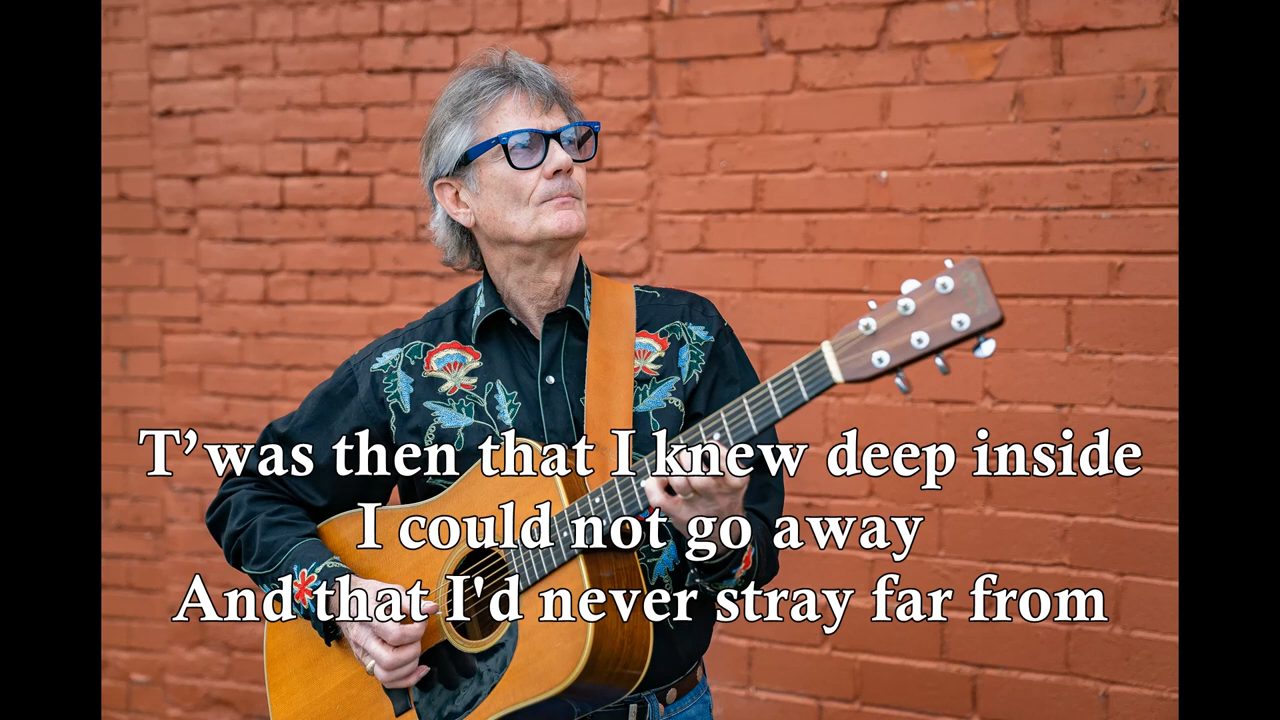 T’was then that I knew deep inside
I could not go away
And that I'd never stray far from